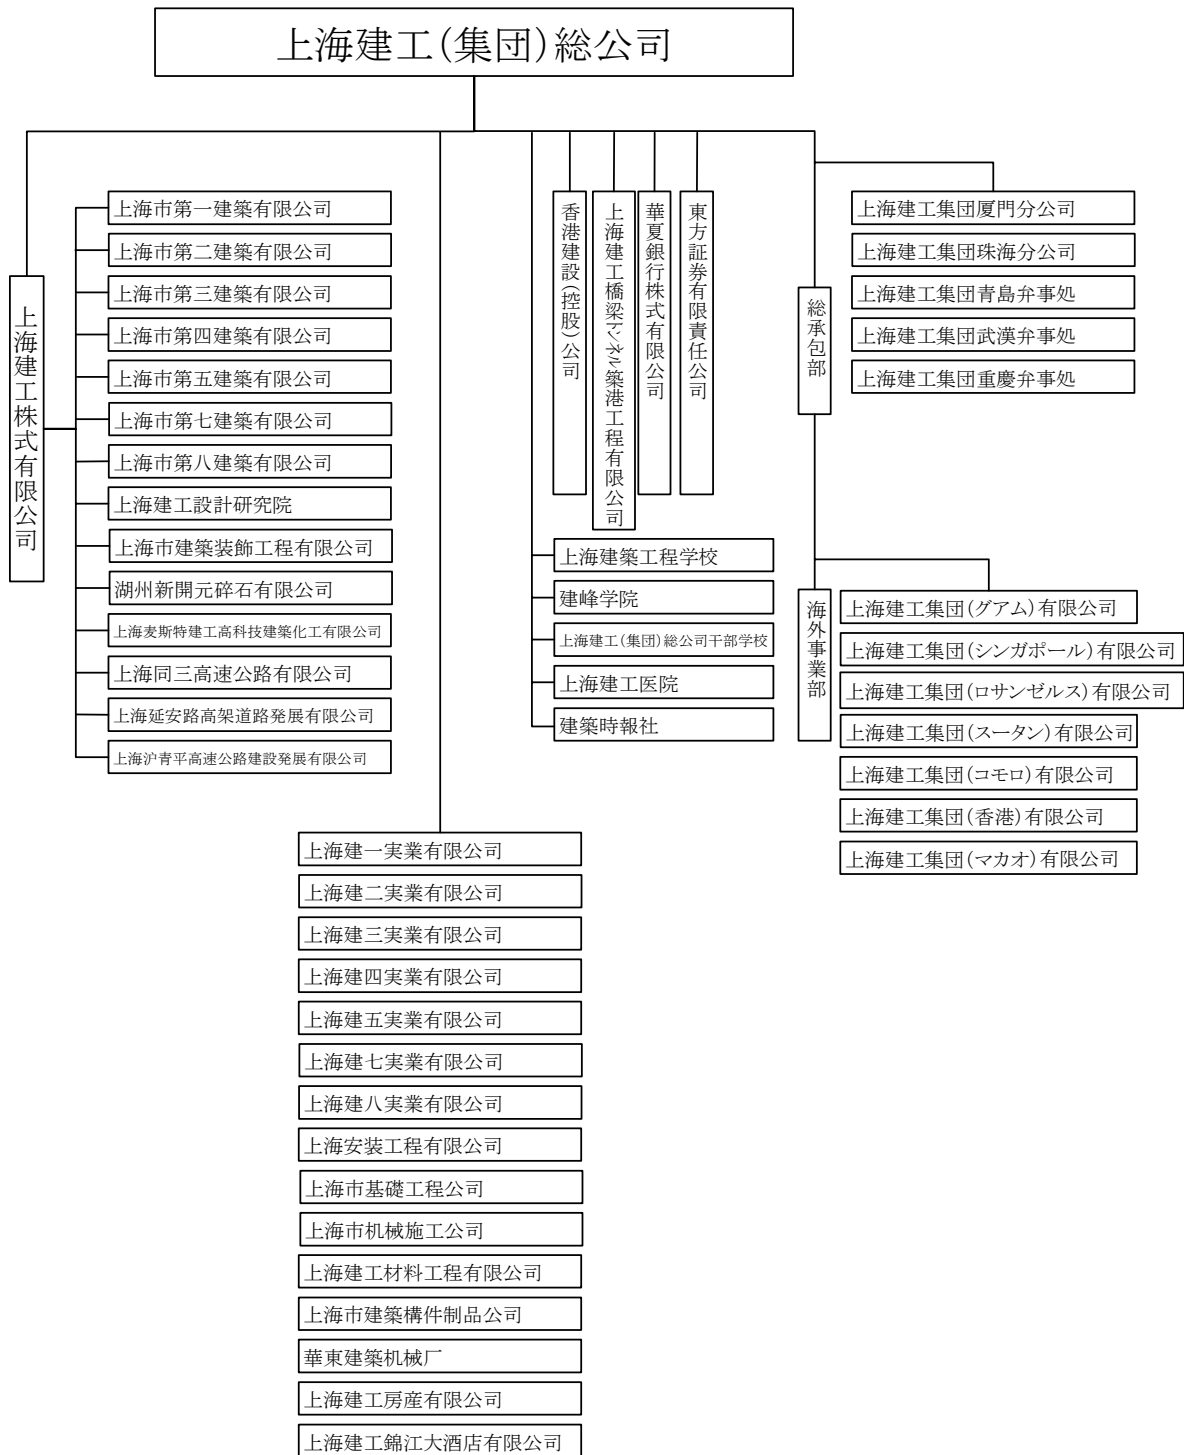 上海建工(集団)総公司
上海建工株式有限公司
上海市第一建築有限公司
上海市第二建築有限公司
上海市第三建築有限公司
上海市第四建築有限公司
上海市第五建築有限公司
上海市第七建築有限公司
上海市第八建築有限公司
上海建工設計研究院
上海市建築装飾工程有限公司
湖州新開元碎石有限公司
上海麦斯特建工高科技建築化工有限公司
上海同三高速公路有限公司
上海延安路高架道路発展有限公司
上海沪青平高速公路建設発展有限公司
上海建一実業有限公司
上海建二実業有限公司
上海建三実業有限公司
上海建四実業有限公司
上海建五実業有限公司
上海建七実業有限公司
上海建八実業有限公司
上海安装工程有限公司
上海市基礎工程公司
上海市机械施工公司
上海建工材料工程有限公司
上海市建築構件制品公司
華東建築机械厂
上海建工房産有限公司
上海建工錦江大酒店有限公司
香港建設(控股)公司
上海建工橋梁トンネル築港工程有限公司
華夏銀行株式有限公司
東方証券有限責任公司
上海建築工程学校
建峰学院
上海建工(集団)総公司干部学校
上海建工医院
建築時報社
総承包部
上海建工集団厦門分公司
上海建工集団珠海分公司
上海建工集団青島弁事処
上海建工集団武漢弁事処
上海建工集団重慶弁事処
海外事業部
上海建工集団(グアム)有限公司
上海建工集団(シンガポール)有限公司
上海建工集団(ロサンゼルス)有限公司
上海建工集団(スータン)有限公司
上海建工集団(コモロ)有限公司
上海建工集団(香港)有限公司
上海建工集団(マカオ)有限公司